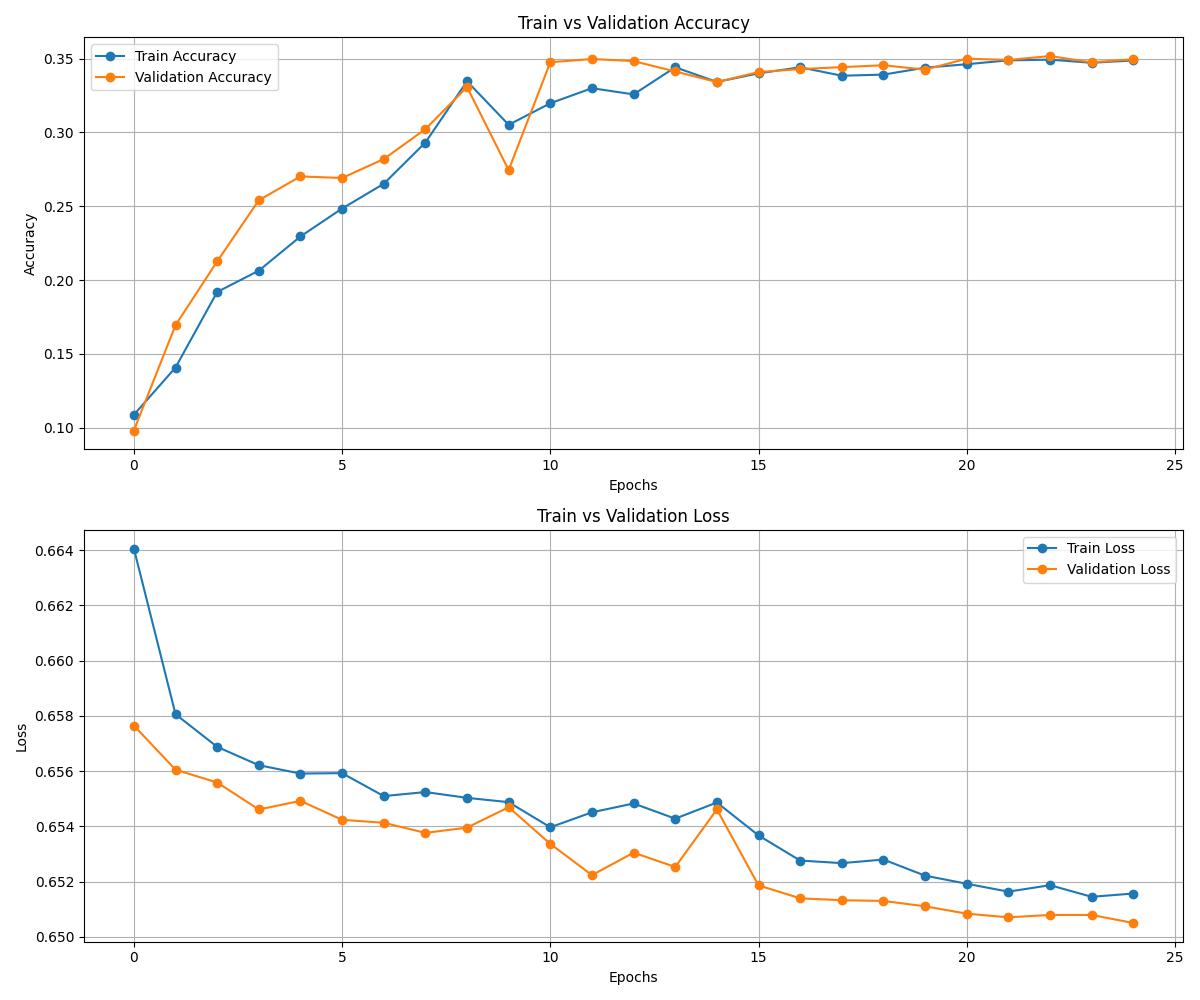 Train vs Validation Accuracy
Train Accuracy
Validation Accuracy
0.35
0.30
0.25
0.20
0.15
0.10
Accuracy
0 5 10 15 20 25
Epochs
Train vs Validation Loss
Train Loss
Validation Loss
0.664
0.662
0.660
0.658
0.656
0.654
0.652
0.650
Loss
0 5 10 15 20 25
Epochs